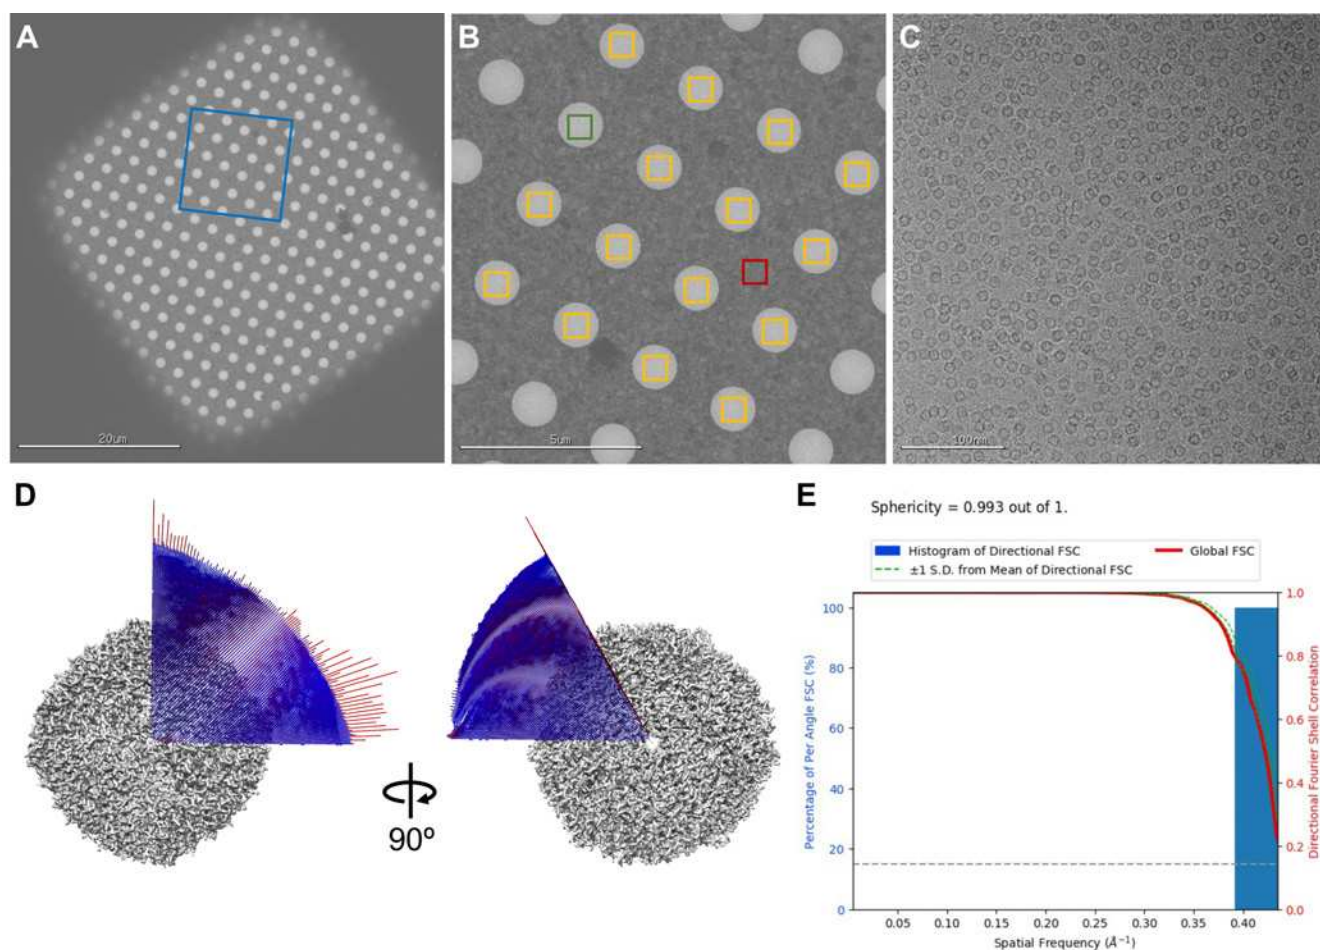 A
B
C
20um
5um
100nm
D
90º
E
Sphericity = 0.993 out of 1.
Histogram of Directional FSC
Global FSC
±1 S.D. from Mean of Directional FSC
Percentage of Per Angle FSC (%)
100
80
60
40
20
0
1.0
0.8
0.6
0.4
0.2
0.0
Directional Fourier Shell Correlation
0.05
0.10
0.15
0.20
0.25
0.30
0.35
0.40
Spatial Frequency (Å⁻¹)